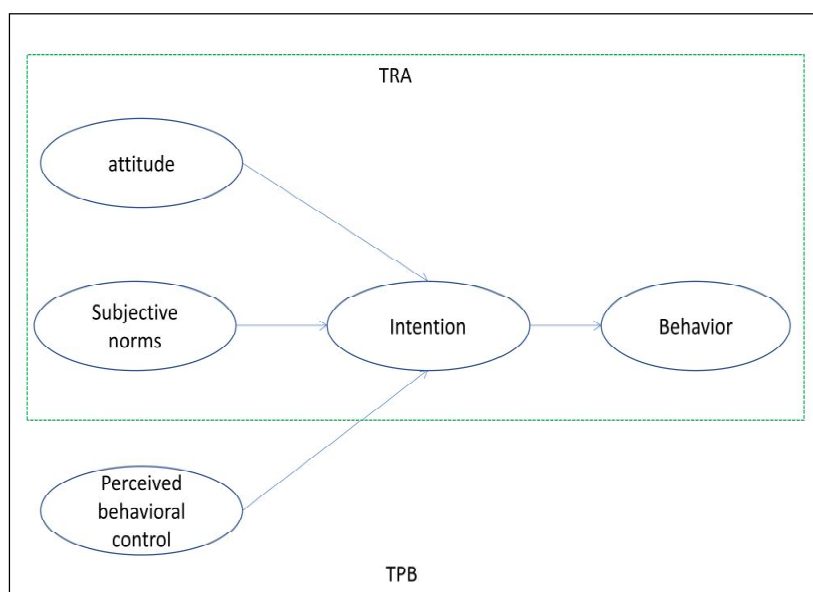 TRA
attitude
Subjective
norms
Intention
Behavior
Perceived
behavioral
control
TPB